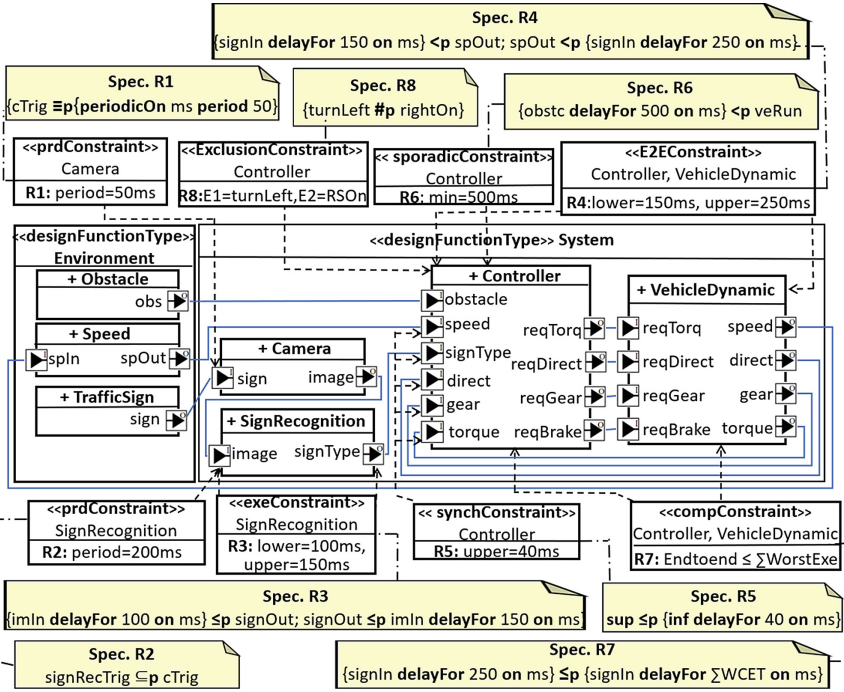 Spec. R4
{signIn delayFor 150 on ms} <p spOut; spOut <p {signIn delayFor 250 on ms}
Spec. R1
{cTrig ≡p{periodicOn ms period 50}
Spec. R8
{turnLeft #p rightOn}
Spec. R6
{obstc delayFor 500 on ms} <p veRun
<<prdConstraint>>
Camera
R1: period=50ms
<<ExclusionConstraint>>
Controller
R8:E1=turnLeft,E2=RSOn
<< sporadicConstraint>>
Controller
R6: min=500ms
<<E2EConstraint>>
Controller, VehicleDynamic
R4:lower=150ms, upper=250ms
<<designFunctionType>>
Environment
<<designFunctionType>> System
+ Obstacle
obs
+ Speed
spIn
spOut
+ TrafficSign
sign
+ Camera
sign
image
+ SignRecognition
image
signType
+ Controller
obstacle
speed
signType
direct
gear
torque
reqTorq
reqDirect
reqGear
reqBrake
+ VehicleDynamic
reqTorq
reqDirect
reqGear
reqBrake
speed
direct
gear
torque
<<prdConstraint>>
SignRecognition
R2: period=200ms
<<exeConstraint>>
SignRecognition
R3: lower=100ms,
upper=150ms
<< synchConstraint>>
Controller
R5: upper=40ms
<<compConstraint>>
Controller, VehicleDynamic
R7: Endtoend ≤ ∑WorstExe
Spec. R3
{imIn delayFor 100 on ms} ≤p signOut; signOut ≤p imIn delayFor 150 on ms}
Spec. R5
sup ≤p {inf delayFor 40 on ms}
Spec. R2
signRecTrig ⊆p cTrig
Spec. R7
{signIn delayFor 250 on ms} ≤p {signIn delayFor ∑WCET on ms}